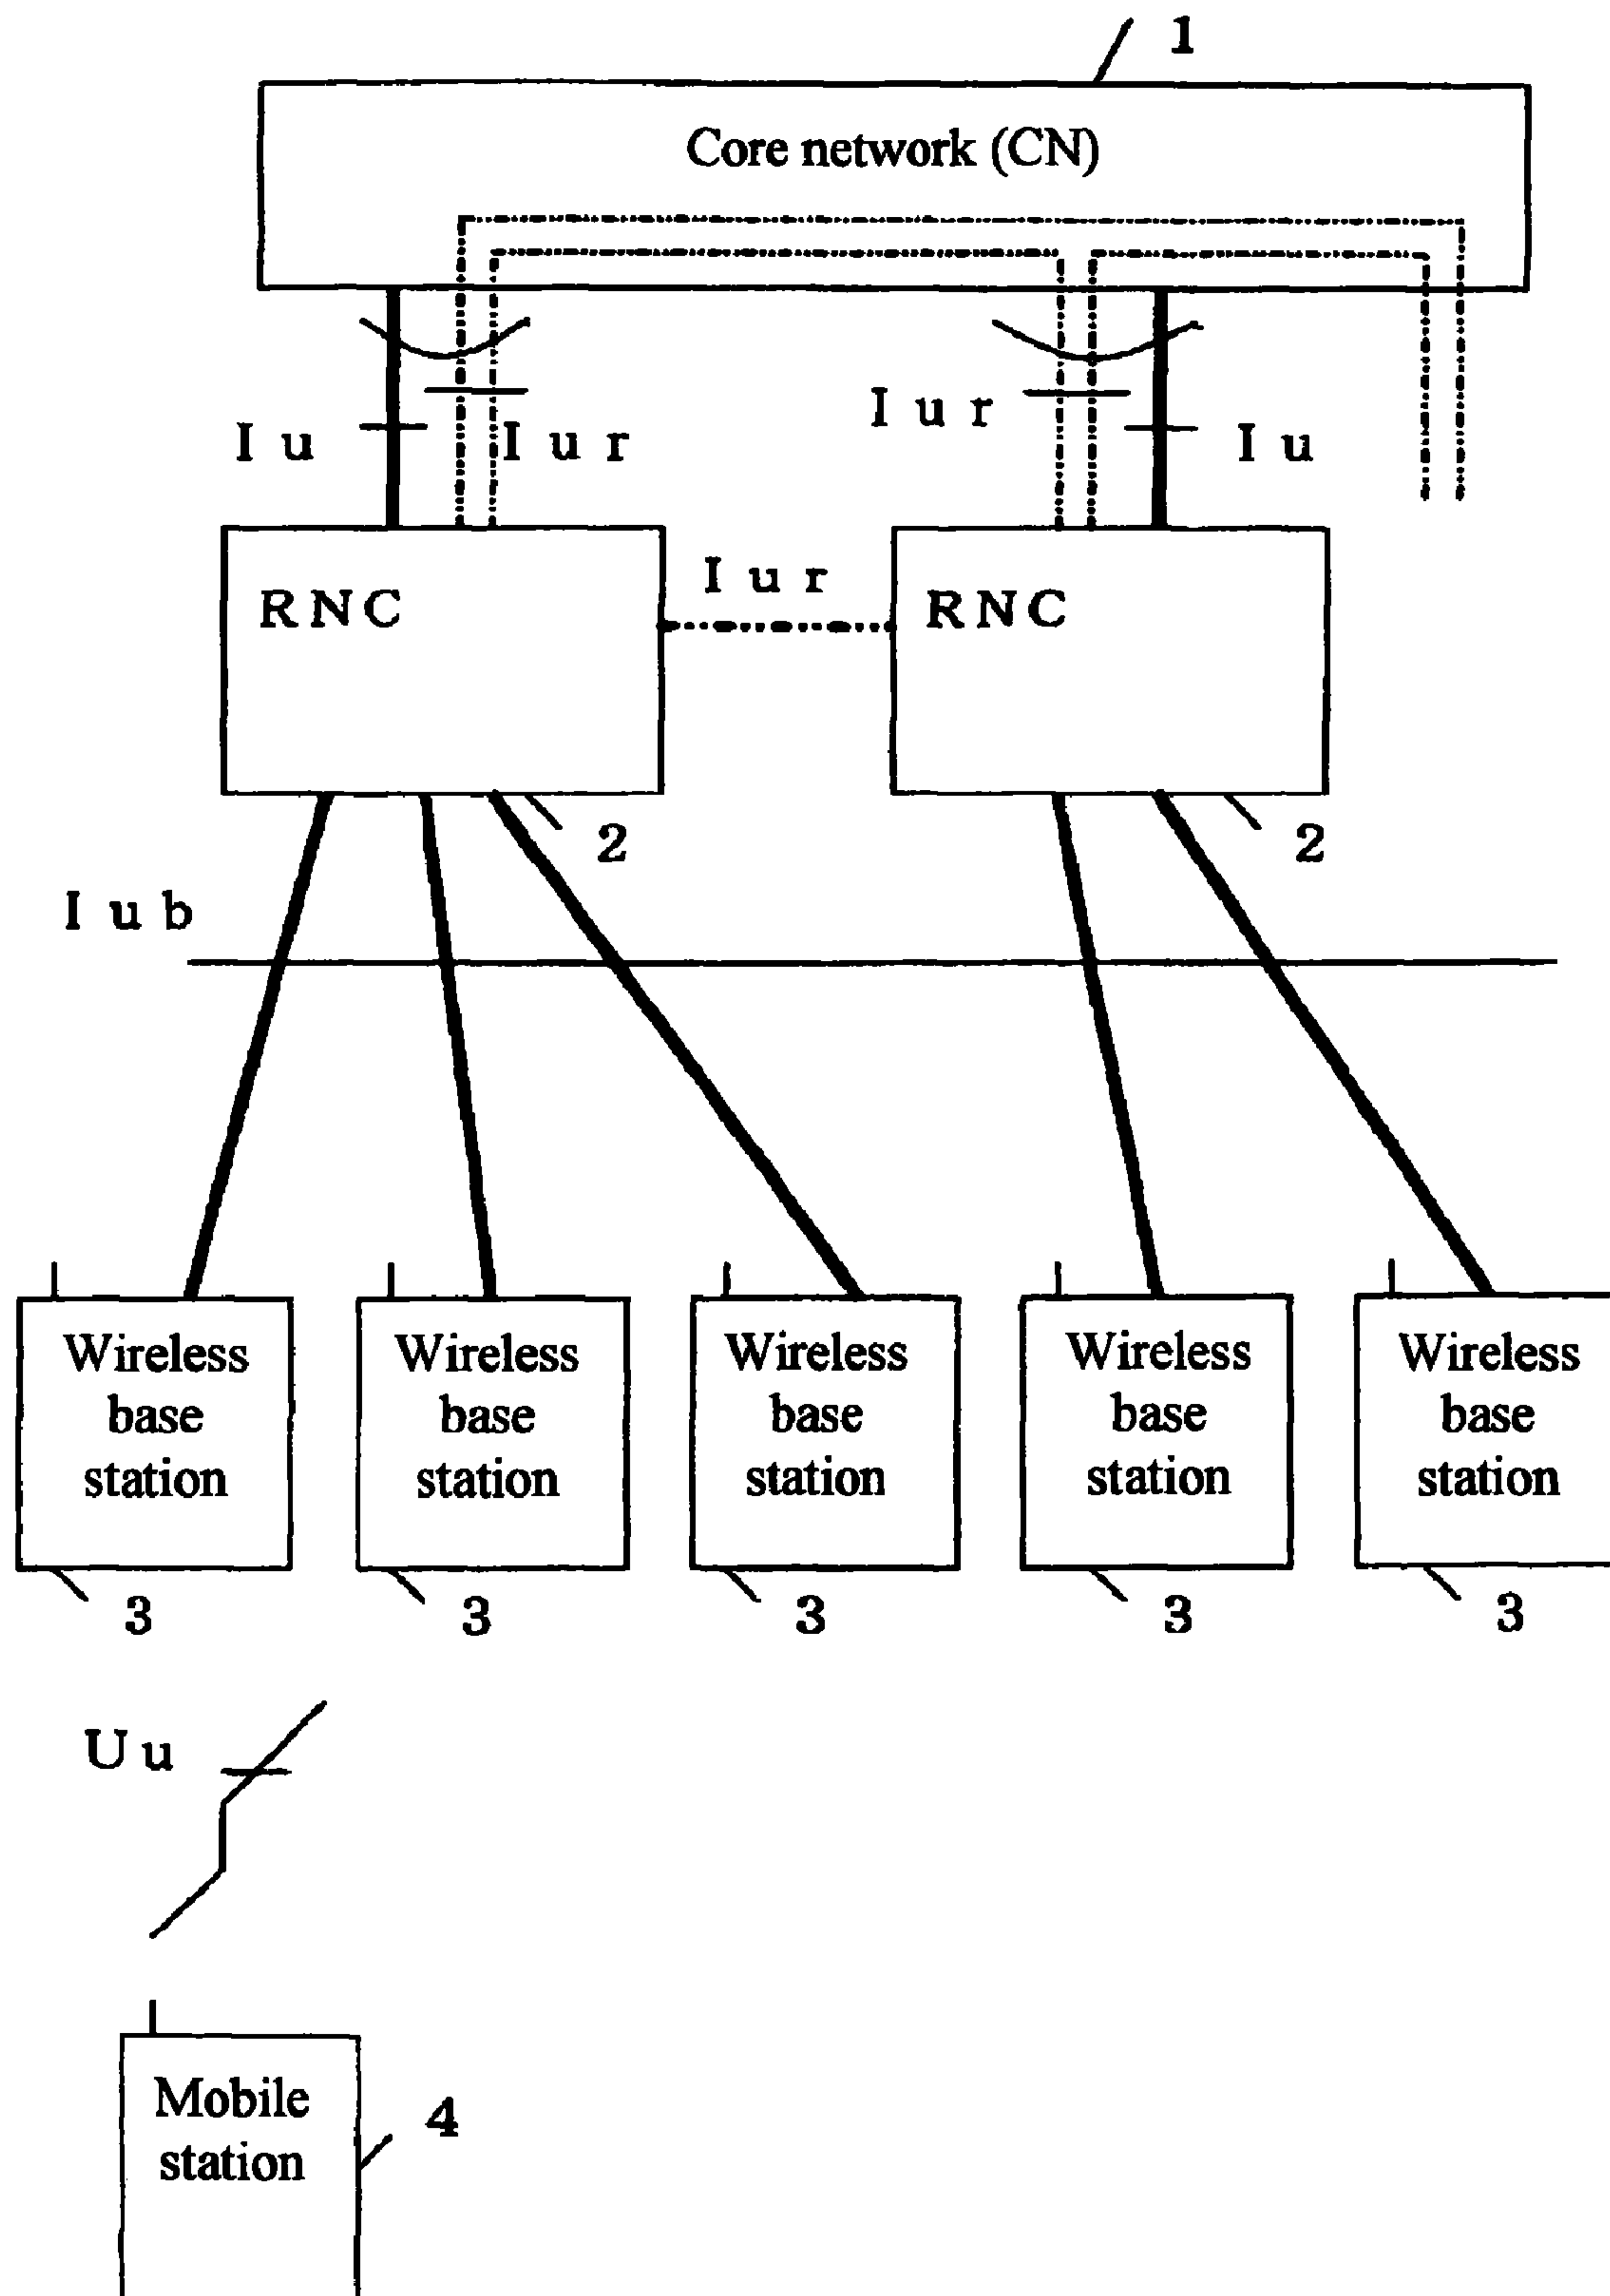 1
Core network (CN)
I u
I u r
I u r
I u
RNC
I u r
RNC
2
2
I u b
Wireless
base
station
Wireless
base
station
Wireless
base
station
Wireless
base
station
Wireless
base
station
3
3
3
3
3
U u
Mobile
station
4